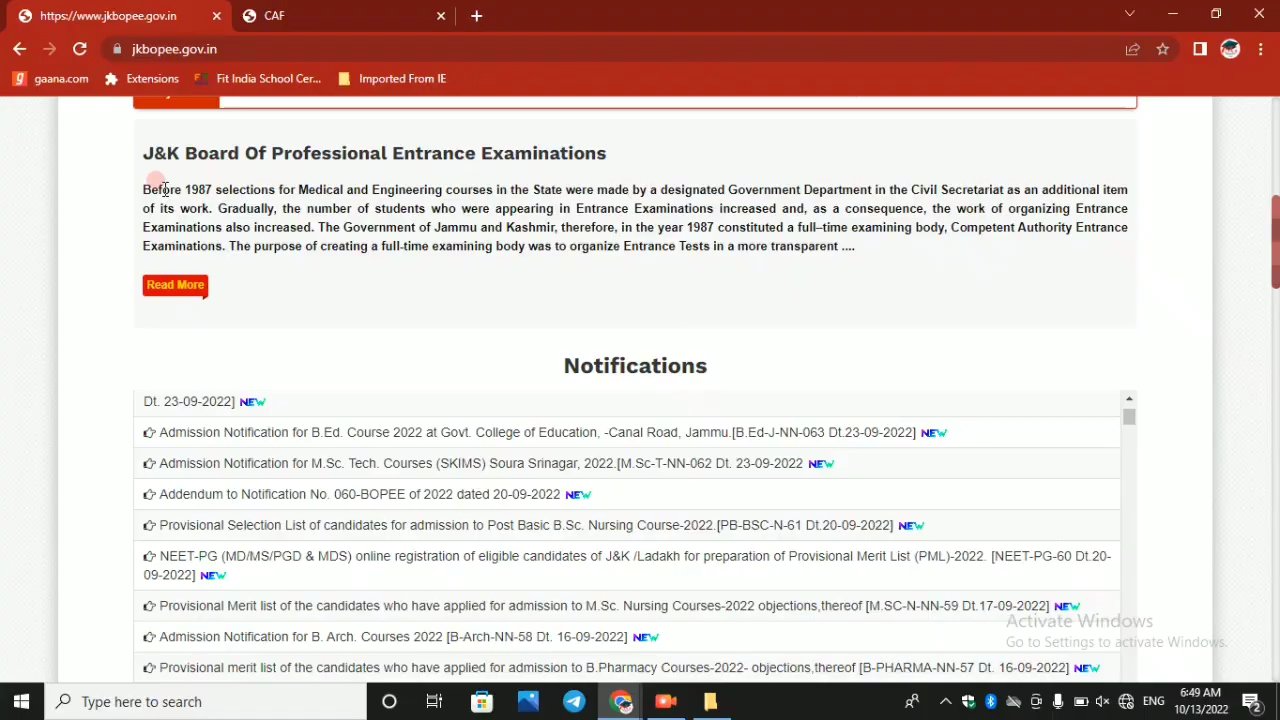 https://www.jkbopee.gov.in
CAF
jkbopee.gov.in
gaana.com
Extensions
Fit India School Cer...
Imported From IE
J&K Board Of Professional Entrance Examinations
Before 1987 selections for Medical and Engineering courses in the State were made by a designated Government Department in the Civil Secretariat as an additional item
of its work. Gradually, the number of students who were appearing in Entrance Examinations increased and, as a consequence, the work of organizing Entrance
Examinations also increased. The Government of Jammu and Kashmir, therefore, in the year 1987 constituted a full–time examining body, Competent Authority Entrance
Examinations. The purpose of creating a full-time examining body was to organize Entrance Tests in a more transparent ....
Read More
Notifications
Dt. 23-09-2022] NEW
Admission Notification for B.Ed. Course 2022 at Govt. College of Education, -Canal Road, Jammu.[B.Ed-J-NN-063 Dt.23-09-2022] NEW
Admission Notification for M.Sc. Tech. Courses (SKIMS) Soura Srinagar, 2022.[M.Sc-T-NN-062 Dt. 23-09-2022 NEW
Addendum to Notification No. 060-BOPEE of 2022 dated 20-09-2022 NEW
Provisional Selection List of candidates for admission to Post Basic B.Sc. Nursing Course-2022.[PB-BSC-N-61 Dt.20-09-2022] NEW
NEET-PG (MD/MS/PGD & MDS) online registration of eligible candidates of J&K /Ladakh for preparation of Provisional Merit List (PML)-2022. [NEET-PG-60 Dt.20-
09-2022] NEW
Provisional Merit list of the candidates who have applied for admission to M.Sc. Nursing Courses-2022 objections,thereof [M.SC-N-NN-59 Dt.17-09-2022] NEW
Admission Notification for B. Arch. Courses 2022 [B-Arch-NN-58 Dt. 16-09-2022] NEW
Provisional merit list of the candidates who have applied for admission to B.Pharmacy Courses-2022- objections,thereof [B-PHARMA-NN-57 Dt. 16-09-2022] NEW
Activate Windows
Go to Settings to activate Windows.
Type here to search
ENG
6:49 AM
10/13/2022
2